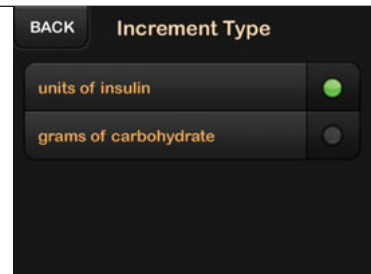 BACK
Increment Type
units of insulin
grams of carbohydrate